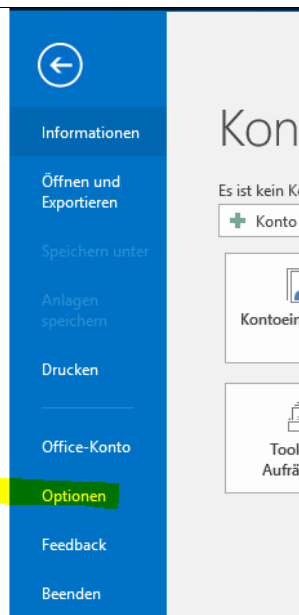 Informationen
Öffnen und
Exportieren
Speichern unter
Anlagen
speichern
Drucken
Office-Konto
Optionen
Feedback
Beenden
Kon
Es ist kein K
Konto
Kontoein
Tool
Aufrä